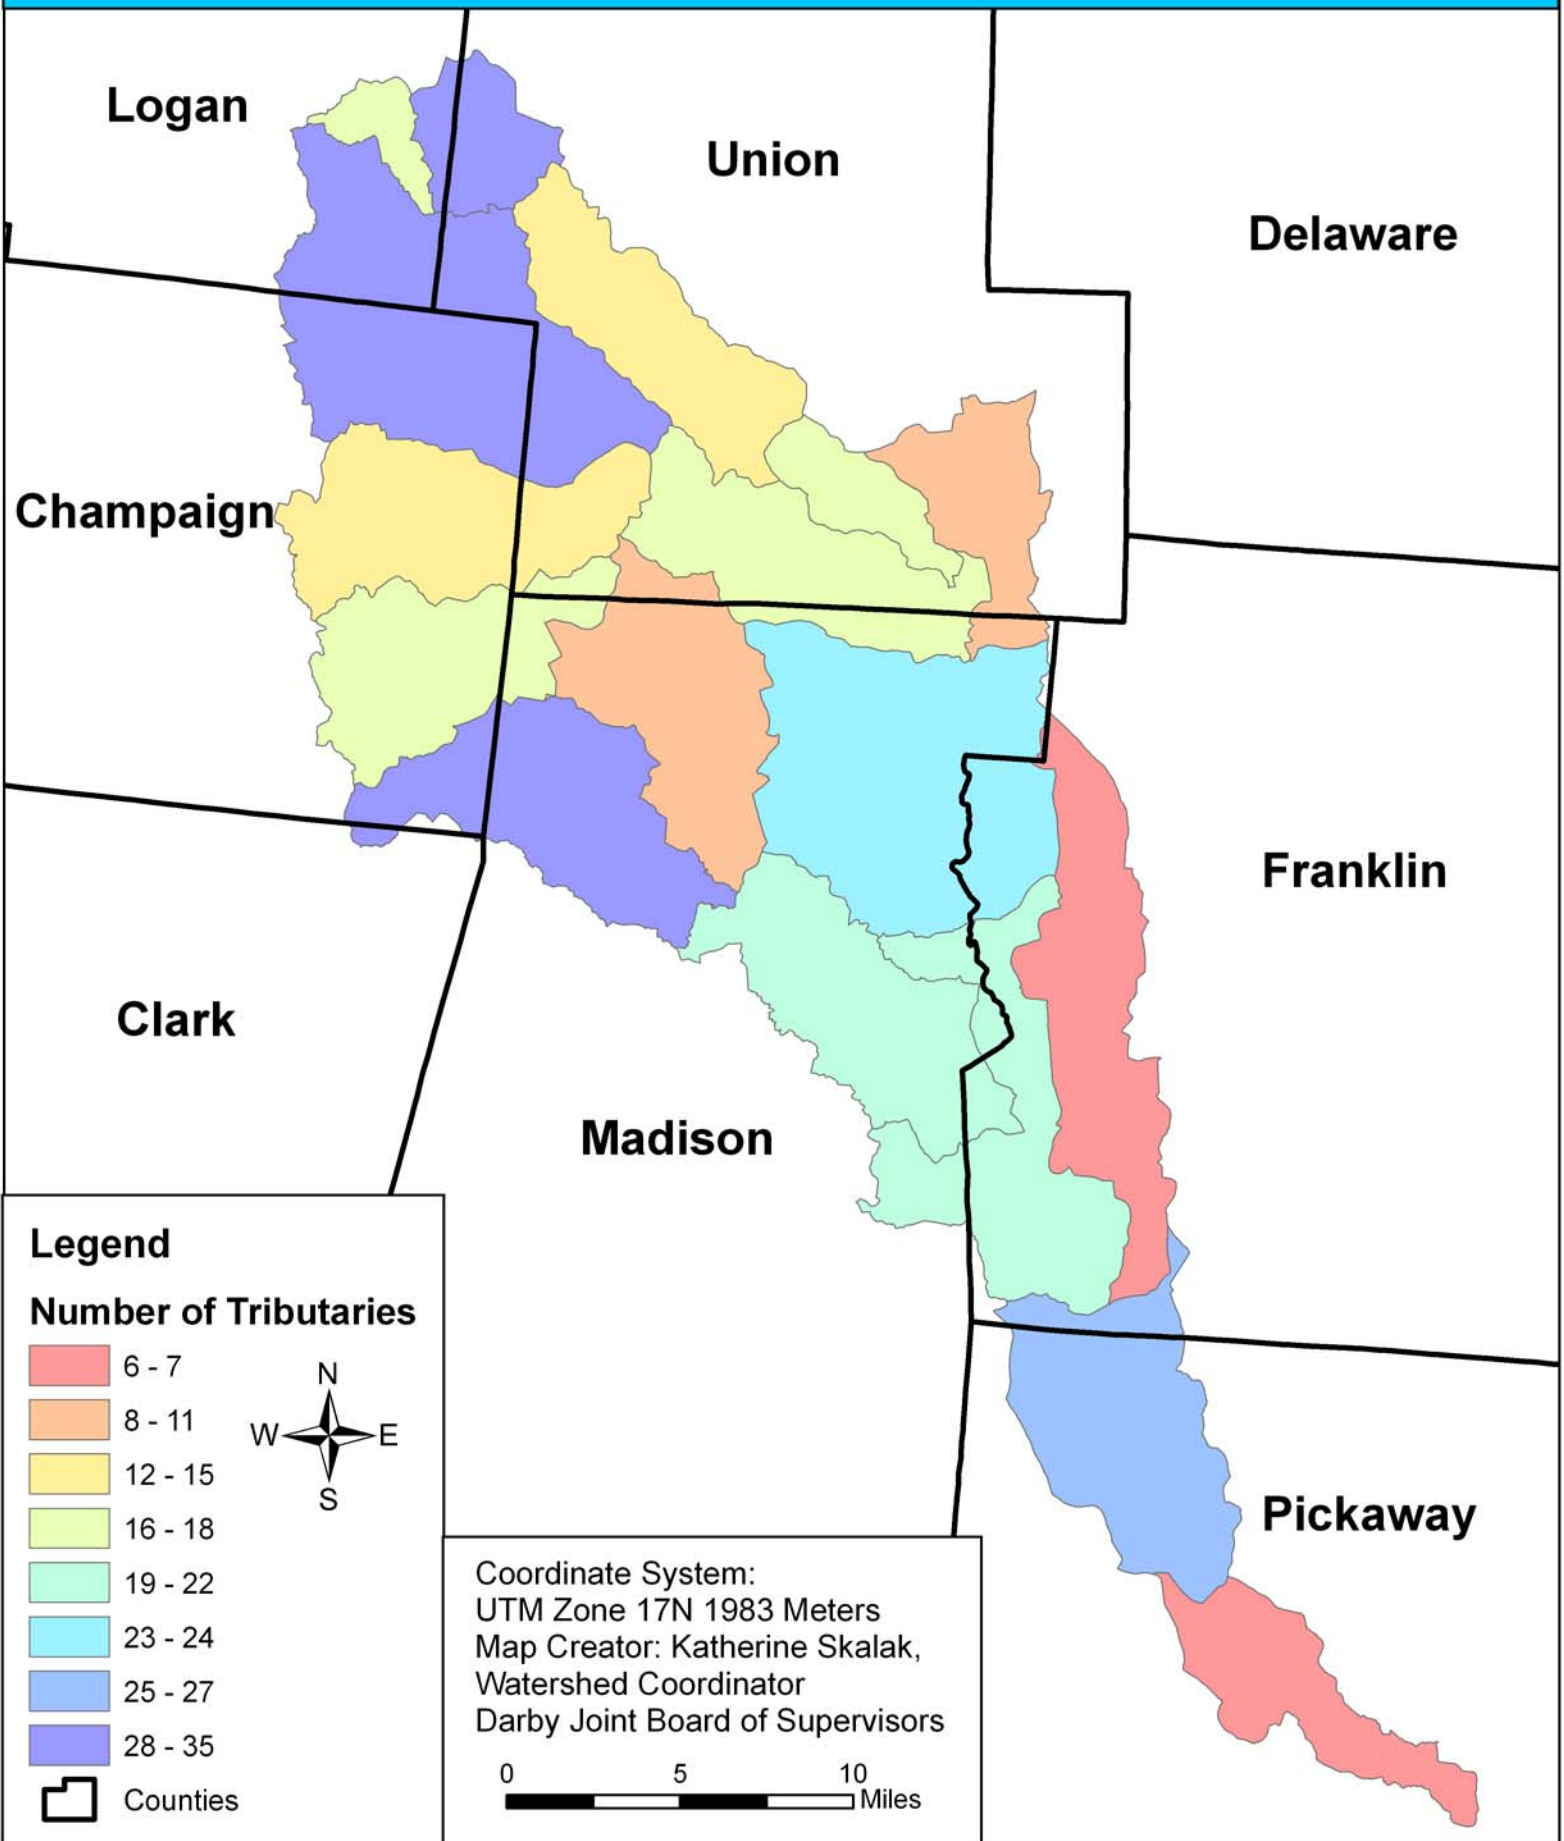 Logan
Union
Delaware
Champaign
Franklin
Clark
Madison
Pickaway
Legend
Number of Tributaries
6 - 7
8 - 11
12 - 15
16 - 18
19 - 22
23 - 24
25 - 27
28 - 35
Counties
N
W E
S
Coordinate System:
UTM Zone 17N 1983 Meters
Map Creator: Katherine Skalak,
Watershed Coordinator
Darby Joint Board of Supervisors
0 5 10
Miles